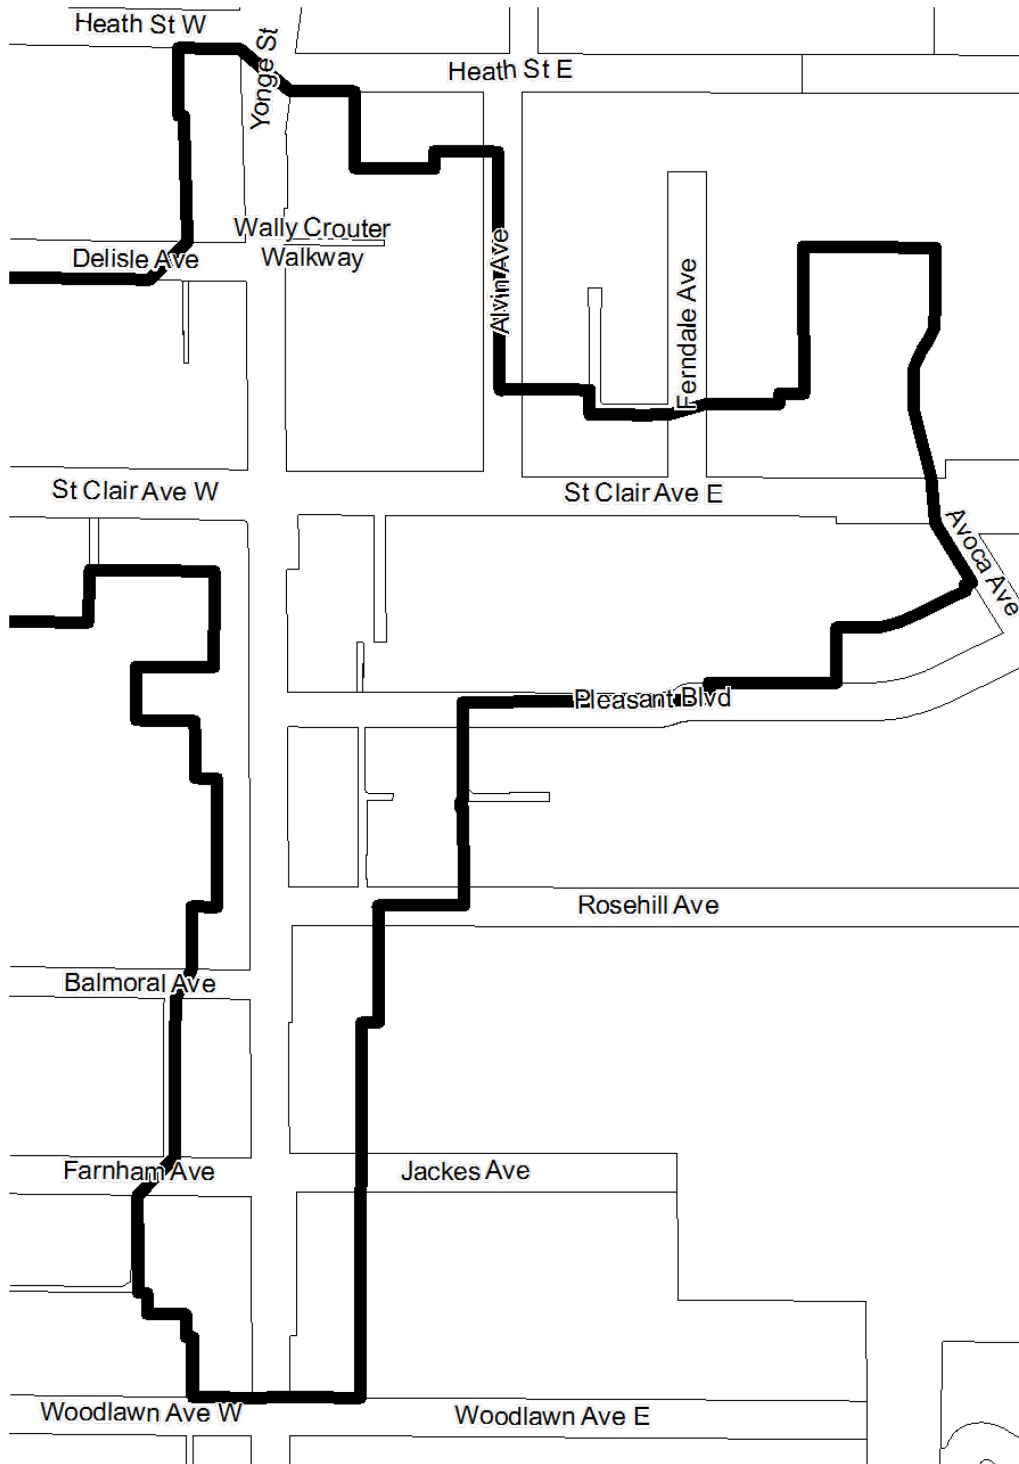 Heath St W
Yonge St
Heath St E
Wally Crouter
Walkway
Delisle Ave
Alvin Ave
Ferndale Ave
St Clair Ave W
St Clair Ave E
Avoca Ave
Pleasant Blvd
Rosehill Ave
Balmoral Ave
Farnham Ave
Jackes Ave
Woodlawn Ave W
Woodlawn Ave E